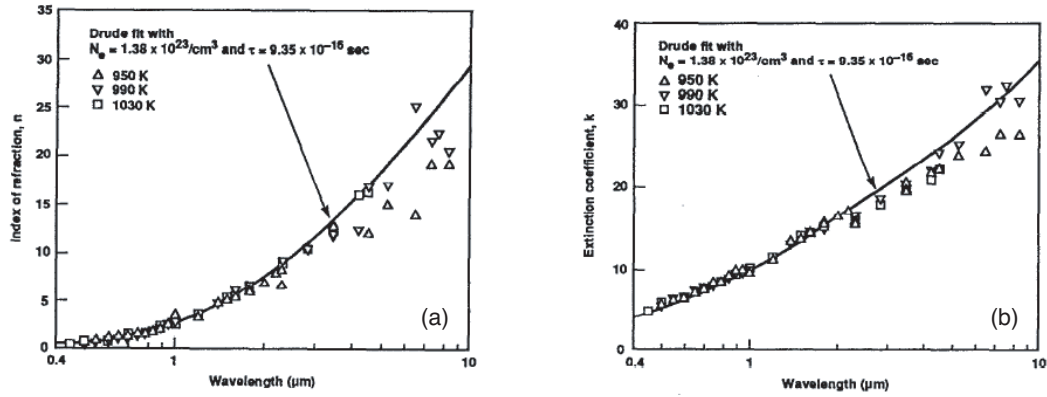 35
30
25
20
15
10
5
0
Index of refraction, n
Drude fit with
Nₑ = 1.38 x 10²³/cm³ and τ = 9.35 x 10⁻¹⁶ sec
△ 950 K
▽ 990 K
□ 1030 K
(a)
0.4
1
10
Wavelength (μm)
40
30
20
10
0
Extinction coefficient, k
Drude fit with
Nₑ = 1.38 x 10²³/cm³ and τ = 9.35 x 10⁻¹⁶ sec
△ 950 K
▽ 990 K
□ 1030 K
(b)
0.4
1
10
Wavelength (μm)